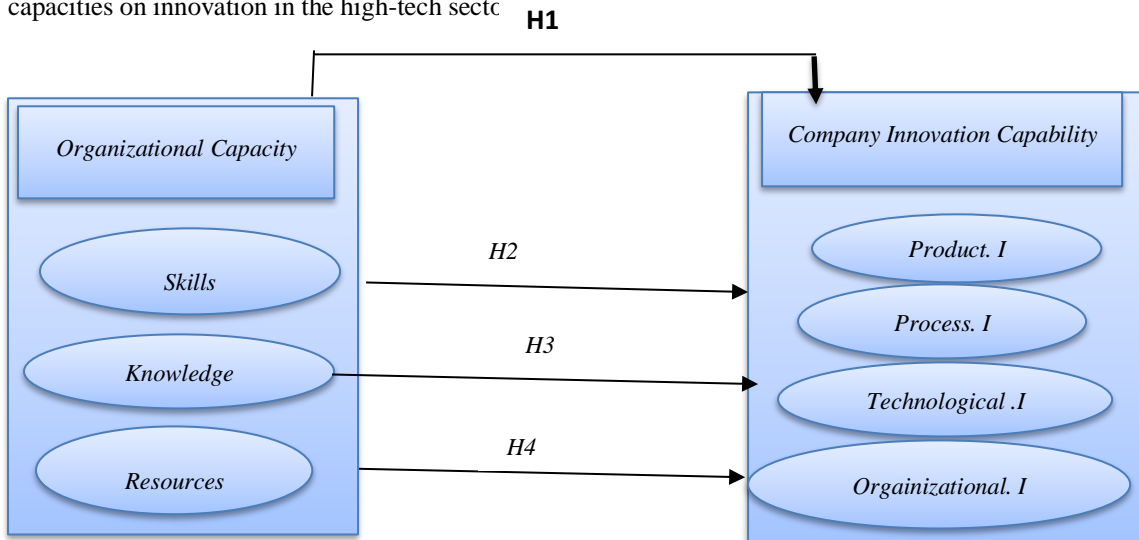 capacities on innovation in the high-tech
H1
Organizational Capacity
Company Innovation Capability
Skills
Knowledge
Resources
H2
H3
H4
Product. I
Process. I
Technological .I
Orgainizational. I